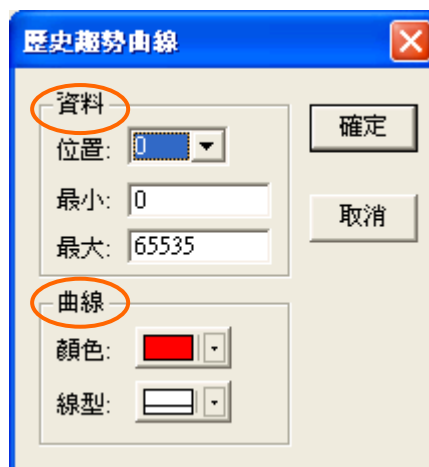 歷史趨勢曲線
資料
位置: 0
最小: 0
最大: 65535
確定
取消
曲線
顏色:
線型: